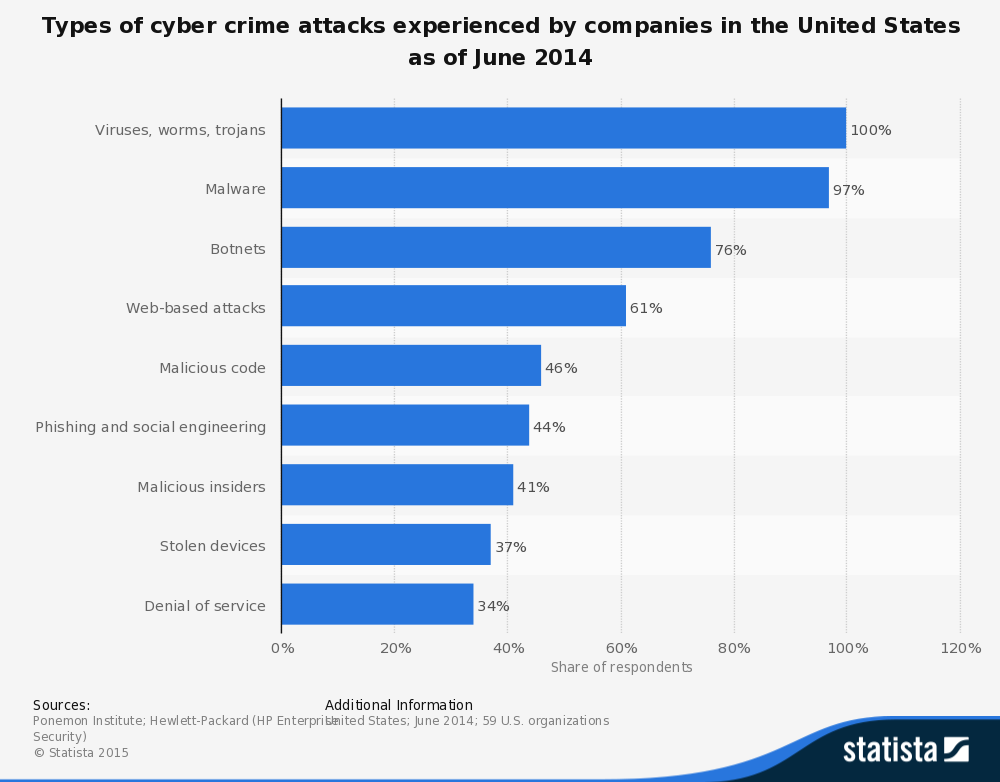 Types of cyber crime attacks experienced by companies in the United States
as of June 2014
Viruses, worms, trojans 100%
Malware 97%
Botnets 76%
Web-based attacks 61%
Malicious code 46%
Phishing and social engineering 44%
Malicious insiders 41%
Stolen devices 37%
Denial of service 34%
0% 20% 40% 60% 80% 100% 120%
Share of respondents
Sources:
Ponemon Institute; Hewlett-Packard (HP Enterprise
Security)
© Statista 2015
Additional Information
United States; June 2014; 59 U.S. organizations
statista